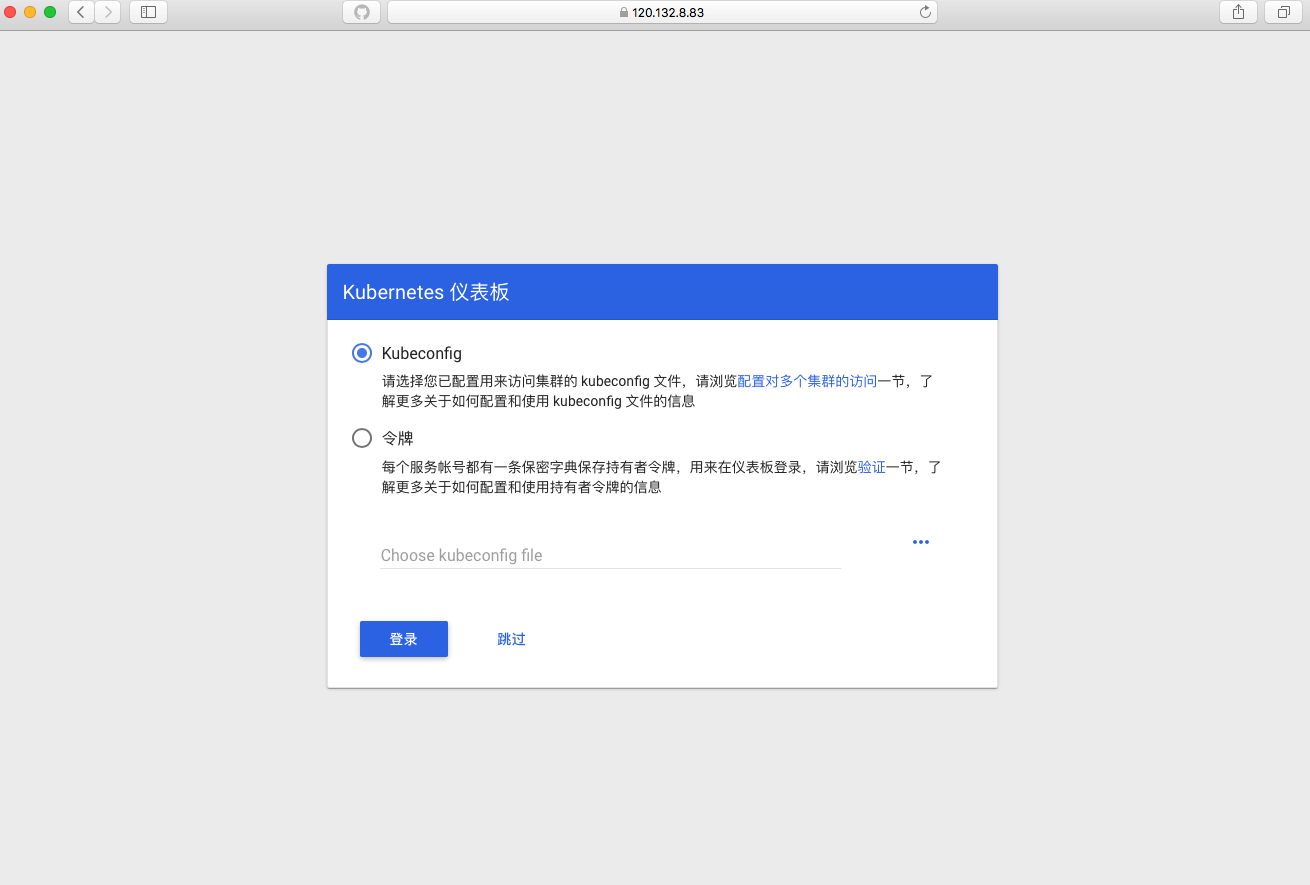 120.132.8.83
Kubernetes 仪表板
Kubeconfig
请选择您已配置用来访问集群的 kubeconfig 文件，请浏览配置对多个集群的访问一节，了
解更多关于如何配置和使用 kubeconfig 文件的信息
令牌
每个服务帐号都有一条保密字典保存持有者令牌，用来在仪表板登录，请浏览验证一节，了
解更多关于如何配置和使用持有者令牌的信息
Choose kubeconfig file
登录 跳过